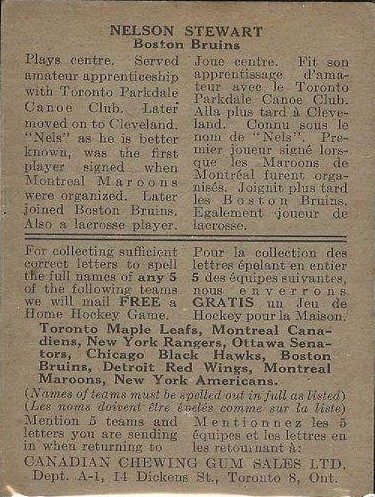 NELSON STEWART
Boston Bruins
Plays centre. Served
amateur apprenticeship
with Toronto Parkdale
Canoe Club. Later
moved on to Cleveland.
"Nels" as he is better
known, was the first
player signed when
Montreal Maroons
were organized. Later
joined Boston Bruins.
Also a lacrosse player.
Joue centre. Fit son
apprentissage d'ama-
teur avec le Toronto
Parkdale Canoe Club.
Alla plus tard à Cleve-
land. Connu sous le
nom de "Nels". Pre-
mier joueur signé lors-
que les Maroons de
Montréal furent organ-
isés. Joignit plus tard
les Boston Bruins.
Egalement joueur de
lacrosse.
For collecting sufficient
correct letters to spell
the full names of any 5
of the following teams
we will mail FREE a
Home Hockey Game.
Pour la collection des
lettres épelant en entier
5 des équipes suivantes,
nous enverrons
GRATIS un Jeu de
Hockey pour la Maison.
Toronto Maple Leafs, Montreal Cana-
diens, New York Rangers, Ottawa Sena-
tors, Chicago Black Hawks, Boston
Bruins, Detroit Red Wings, Montreal
Maroons, New York Americans.
(Names of teams must be spelled out in full as listed)
(Les noms doivent être épelés comme sur la liste)
Mention 5 teams and
letters you are sending
in when returning to
Mentionnez les 5
équipes et les lettres en
les retournant à:
CANADIAN CHEWING GUM SALES LTD,
Dept. A-1, 14 Dickens St., Toronto 8, Ont.